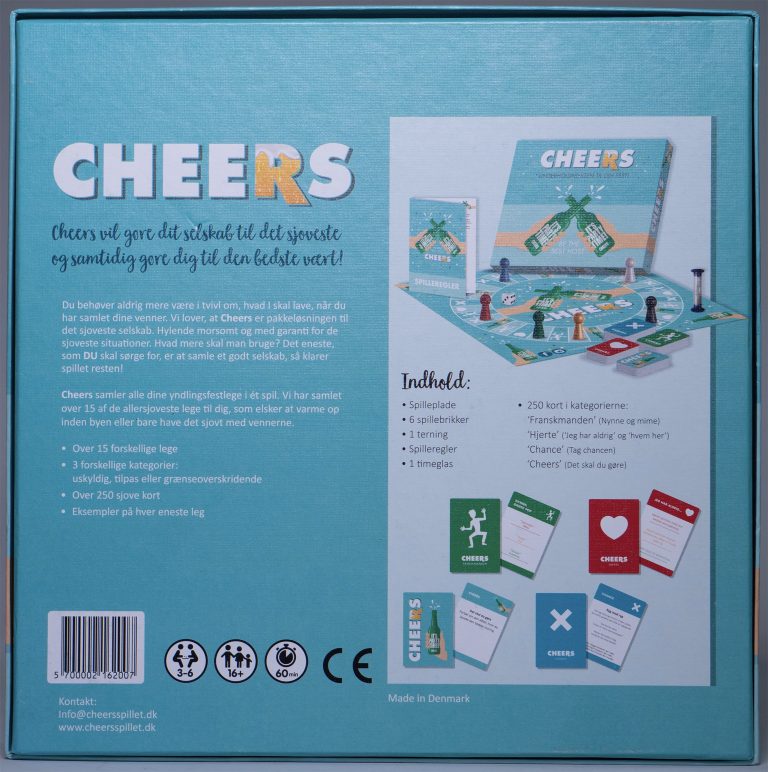 CHEERS
Cheers vil gøre dit selskab til det sjoveste
og samtidig gøre dig til den bedste vært!
Du behøver aldrig mere være i tvivl om, hvad I skal lave, når du
har samlet dine venner. Vi lover, at Cheers er pakkeløsningen til
det sjoveste selskab. Hylende morsomt og med garanti for de
sjoveste situationer. Hvad mere skal man bruge? Det eneste,
som DU skal sørge for, er at samle et godt selskab, så klarer
spillet resten!
Cheers samler alle dine yndlingsfestlege i ét spil. Vi har samlet
over 15 af de allersjoveste lege til dig, som elsker at varme op
inden byen eller bare have det sjovt med vennerne.
• Over 15 forskellige lege
• 3 forskellige kategorier:
uskyldig, tilpas eller grænseoverskridende
• Over 250 sjove kort
• Eksempler på hver eneste leg
5 700002 162007
3-6
16+
60 min
CE
Kontakt:
info@cheersspillet.dk
www.cheersspillet.dk
CHEERS
CHEERS
SPILLEREGLER
CHEERS
Indhold:
• Spilleplade
• 6 spillebrikker
• 1 terning
• Spilleregler
• 1 timeglas
• 250 kort i kategorierne:
'Franskmanden' (Nynne og mime)
'Hjerte' ('Jeg har aldrig' og 'hvem her')
'Chance' (Tag chancen)
'Cheers' (Det skal du gøre)
CHEERS
CHEERS
CHEERS
CHEERS
Made in Denmark